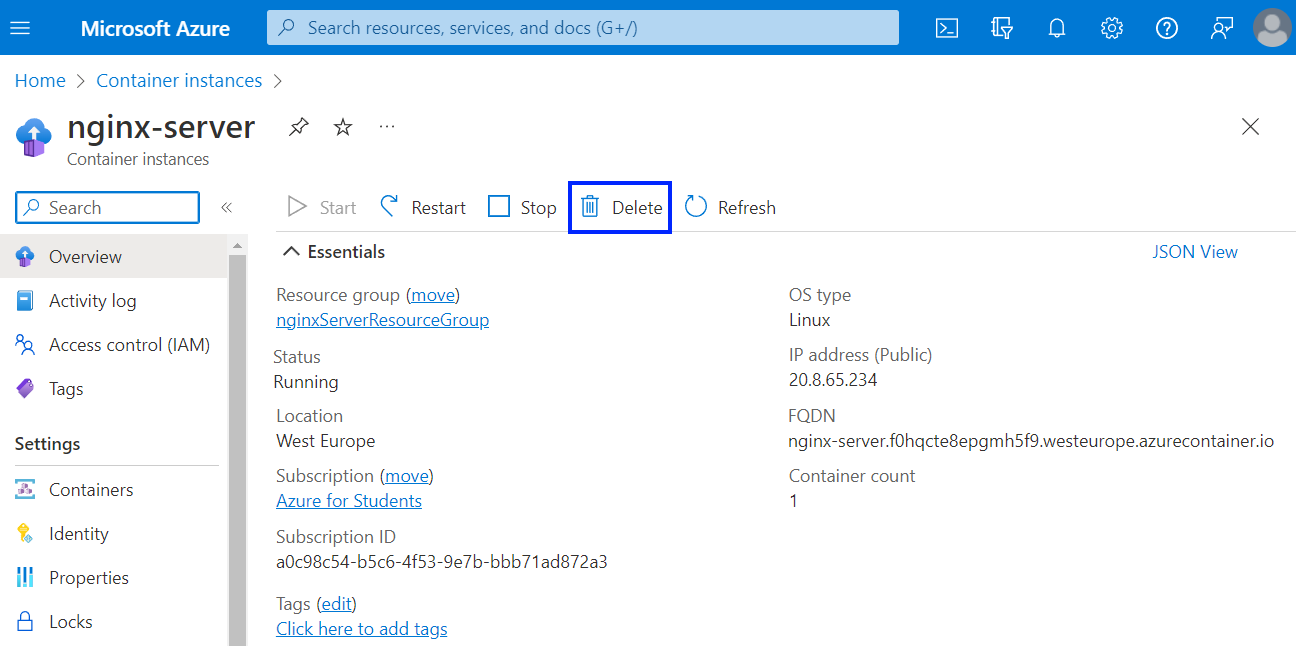 Microsoft Azure
Search resources, services, and docs (G+/)
Home > Container instances >
nginx-server
Container instances
Search
Start Restart Stop Delete Refresh
Overview
Activity log
Access control (IAM)
Tags
Settings
Containers
Identity
Properties
Locks
Essentials
JSON View
Resource group (move)
nginxServerResourceGroup
Status
Running
Location
West Europe
Subscription (move)
Azure for Students
Subscription ID
a0c98c54-b5c6-4f53-9e7b-bbb71ad872a3
Tags (edit)
Click here to add tags
OS type
Linux
IP address (Public)
20.8.65.234
FQDN
nginx-server.f0hqcte8epgmh5f9.westeurope.azurecontainer.io
Container count
1